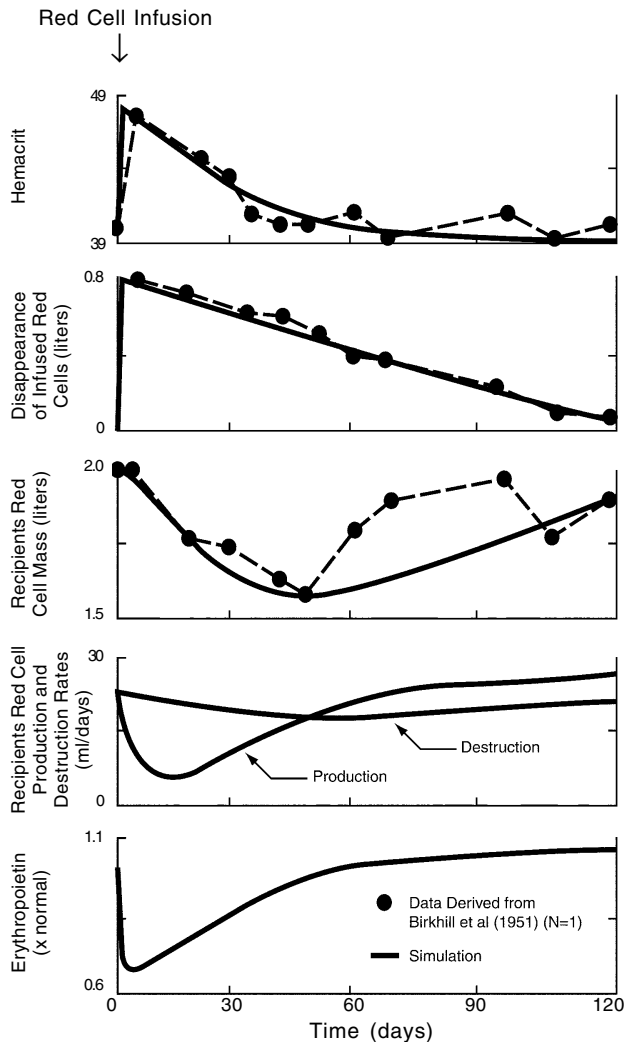 Red Cell Infusion
49
Hemacrit
39
0.8
Disappearance
of Infused Red
Cells (liters)
0
2.0
Recipients Red
Cell Mass (liters)
1.5
30
Recipients Red Cell
Production and
Destruction Rates
(ml/days)
Destruction
Production
0
1.1
Erythropoietin
(x normal)
Data Derived from
Birkhill et al (1951) (N=1)
Simulation
0.6
0 30 60 90 120
Time (days)